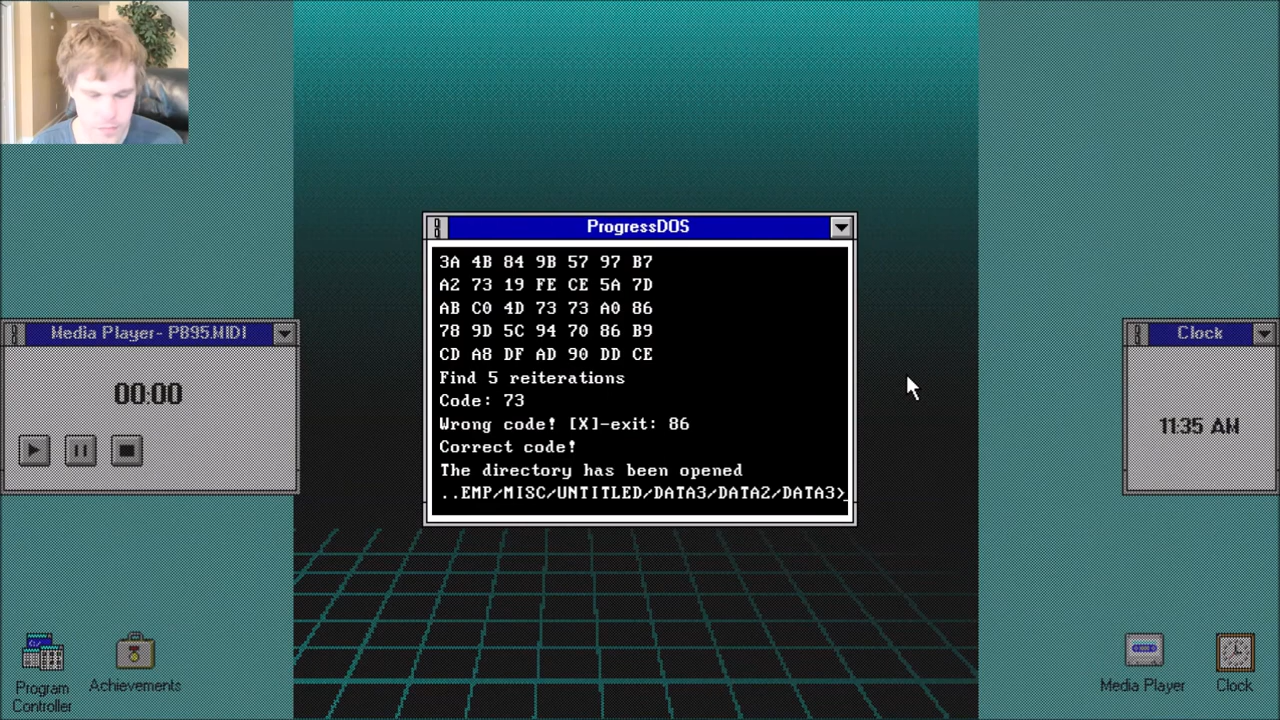 ProgressDOS
3A 4B 84 9B 57 97 B7
A2 73 19 FE CE 5A 7D
AB C0 4D 73 73 A0 86
78 9D 5C 94 70 86 B9
CD A8 DF AD 90 DD CE
Find 5 reiterations
Code: 73
Wrong code! [X]-exit: 86
Correct code!
The directory has been opened
..EMP/MISC/UNTITLED/DATA3/DATA2/DATA3>_
Media Player- PB95.MIDI
00:00
Clock
11:35 AM
Program
Controller
Achievements
Media Player
Clock